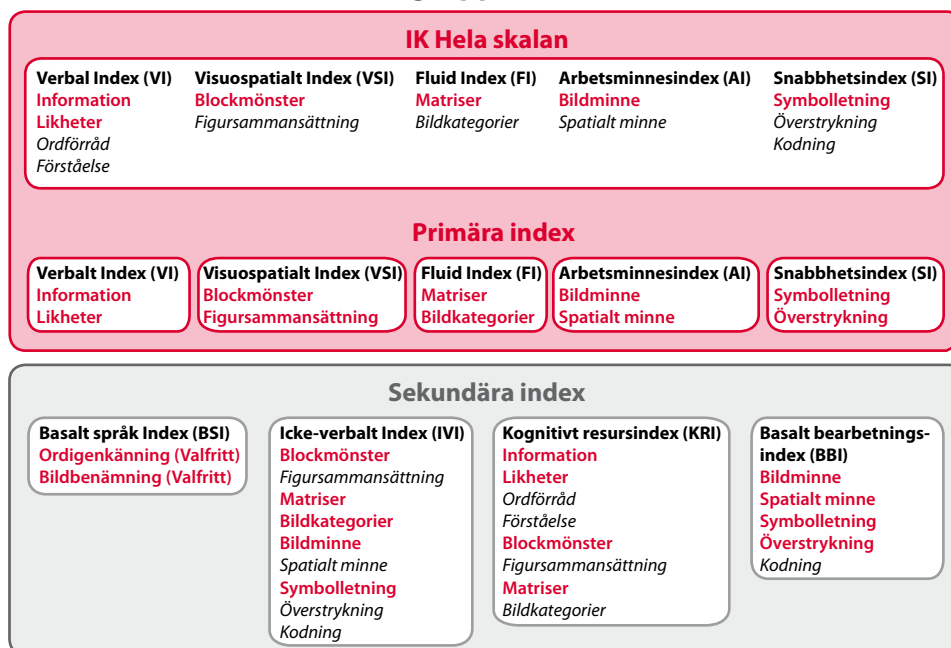 IK Hela skalan
Verbal Index (VI)
Information
Likheter
Ordförråd
Förståelse
Visuospatialt Index (VSI)
Blockmönster
Figursammansättning
Fluid Index (FI)
Matriser
Bildkategorier
Arbetsminnesindex (AI)
Bildminne
Spatialt minne
Snabbhetsindex (SI)
Symbolletning
Överstrykning
Kodning
Primära index
Verbalt Index (VI)
Information
Likheter
Visuospatialt Index (VSI)
Blockmönster
Figursammansättning
Fluid Index (FI)
Matriser
Bildkategorier
Arbetsminnesindex (AI)
Bildminne
Spatialt minne
Snabbhetsindex (SI)
Symbolletning
Överstrykning
Sekundära index
Basalt språk Index (BSI)
Ordigenkänning (Valfritt)
Bildbenämning (Valfritt)
Icke-verbalt Index (IVI)
Blockmönster
Figursammansättning
Matriser
Bildkategorier
Bildminne
Spatialt minne
Symbolletning
Överstrykning
Kodning
Kognitivt resursindex (KRI)
Information
Likheter
Ordförråd
Förståelse
Blockmönster
Figursammansättning
Matriser
Bildkategorier
Basalt bearbetnings-
index (BBI)
Bildminne
Spatialt minne
Symbolletning
Överstrykning
Kodning